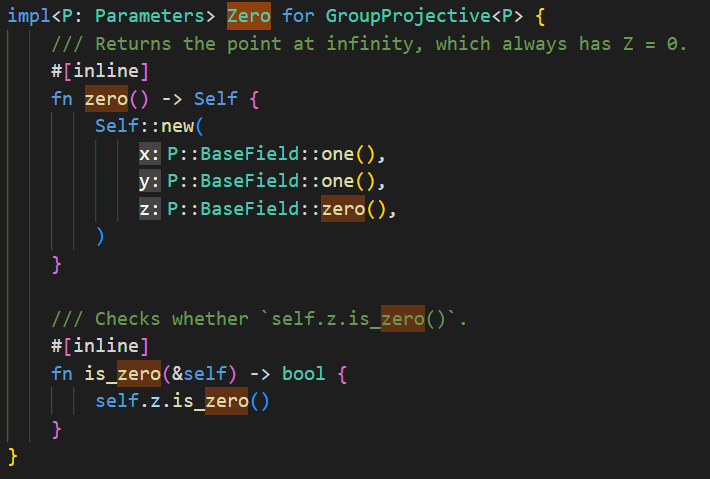 impl<P: Parameters> Zero for GroupProjective<P> {
/// Returns the point at infinity, which always has Z = 0.
#[inline]
fn zero() -> Self {
Self::new(
x: P::BaseField::one(),
y: P::BaseField::one(),
z: P::BaseField::zero(),
)
}
/// Checks whether `self.z.is_zero()`.
#[inline]
fn is_zero(&self) -> bool {
self.z.is_zero()
}
}